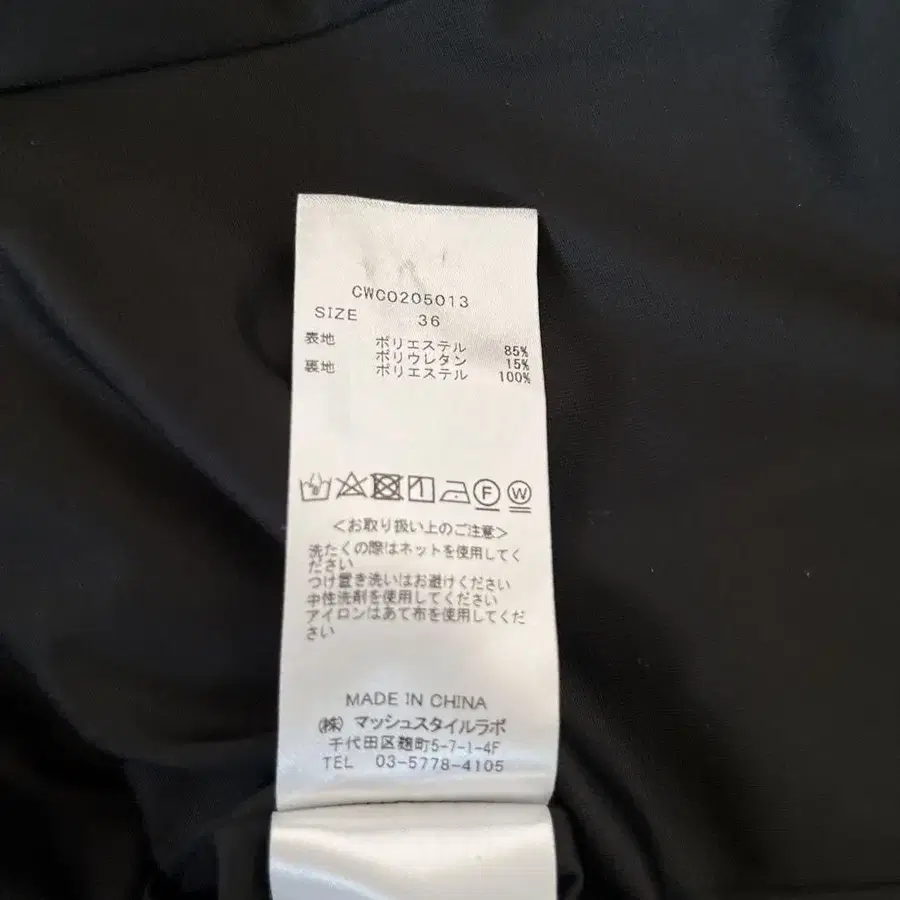 CWCO205013
SIZE 36
表地 ポリエステル 85%
ポリウレタン 15%
裏地 ポリエステル 100%
F W
<お取り扱い上のご注意>
洗たくの際はネットを使用してく
ださい
つけ置き洗いはお避けください
中性洗剤を使用してください
アイロンはあて布を使用してくだ
さい
MADE IN CHINA
(株) マッシュスタイルラボ
千代田区麹町5-7-1-4F
TEL 03-5778-4105